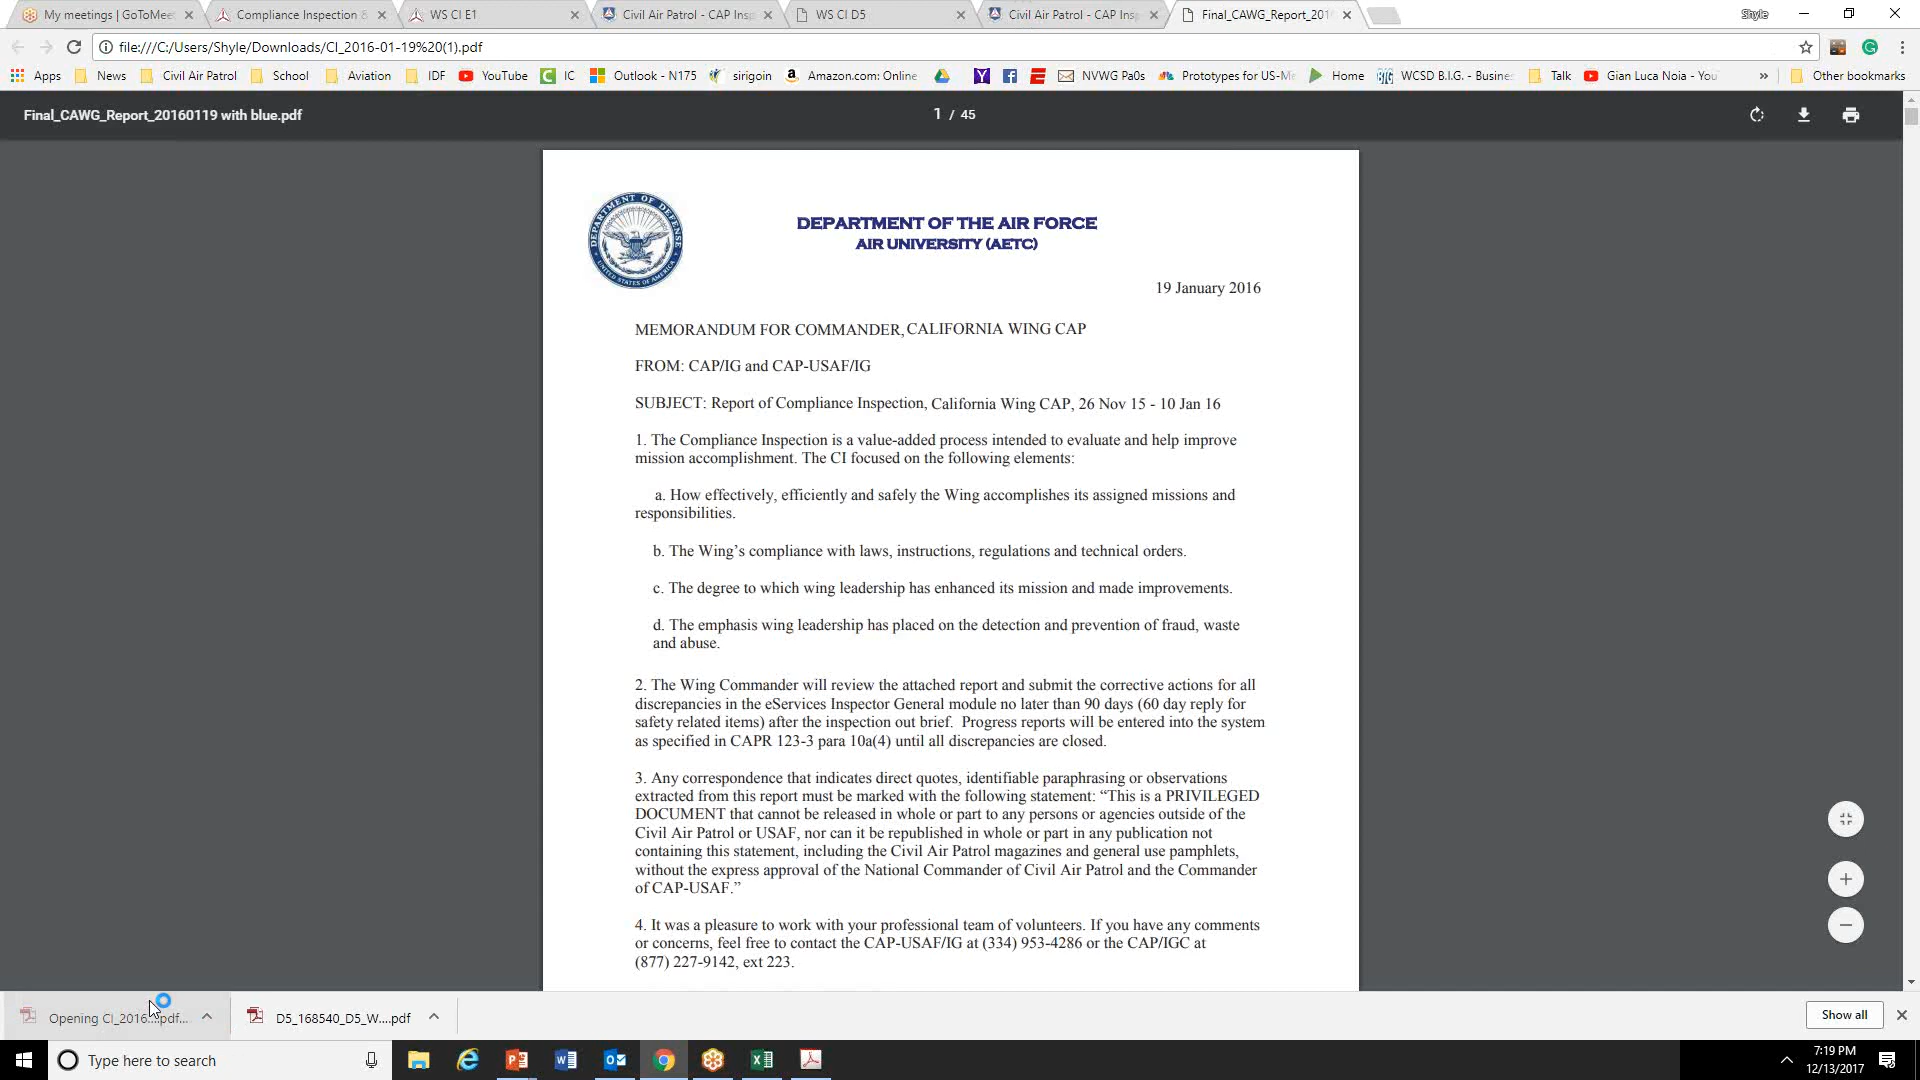 My meetings | GoToMee
Compliance Inspection &
WS CI E1
Civil Air Patrol - CAP Insp
WS CI D5
Civil Air Patrol - CAP Insp
Final_CAWG_Report_201
Shyle
file:///C:/Users/Shyle/Downloads/CI_2016-01-19%20(1).pdf
Apps
News
Civil Air Patrol
School
Aviation
IDF
YouTube
IC
Outlook - N175
sirigoin
Amazon.com: Online
NVWG Pa0s
Prototypes for US-Me
Home
WCSD B.I.G. - Busine
Talk
Gian Luca Noia - You
»
Other bookmarks
Final_CAWG_Report_20160119 with blue.pdf
1 / 45
DEPARTMENT OF DEFENSE
UNITED STATES OF AMERICA
DEPARTMENT OF THE AIR FORCE
AIR UNIVERSITY (AETC)
19 January 2016
MEMORANDUM FOR COMMANDER, CALIFORNIA WING CAP
FROM: CAP/IG and CAP-USAF/IG
SUBJECT: Report of Compliance Inspection, California Wing CAP, 26 Nov 15 - 10 Jan 16
1. The Compliance Inspection is a value-added process intended to evaluate and help improve
mission accomplishment. The CI focused on the following elements:
a. How effectively, efficiently and safely the Wing accomplishes its assigned missions and
responsibilities.
b. The Wing’s compliance with laws, instructions, regulations and technical orders.
c. The degree to which wing leadership has enhanced its mission and made improvements.
d. The emphasis wing leadership has placed on the detection and prevention of fraud, waste
and abuse.
2. The Wing Commander will review the attached report and submit the corrective actions for all
discrepancies in the eServices Inspector General module no later than 90 days (60 day reply for
safety related items) after the inspection out brief. Progress reports will be entered into the system
as specified in CAPR 123-3 para 10a(4) until all discrepancies are closed.
3. Any correspondence that indicates direct quotes, identifiable paraphrasing or observations
extracted from this report must be marked with the following statement: “This is a PRIVILEGED
DOCUMENT that cannot be released in whole or part to any persons or agencies outside of the
Civil Air Patrol or USAF, nor can it be republished in whole or part in any publication not
containing this statement, including the Civil Air Patrol magazines and general use pamphlets,
without the express approval of the National Commander of Civil Air Patrol and the Commander
of CAP-USAF.”
4. It was a pleasure to work with your professional team of volunteers. If you have any comments
or concerns, feel free to contact the CAP-USAF/IG at (334) 953-4286 or the CAP/IGC at
(877) 227-9142, ext 223.
Opening CI_2016....pdf...
D5_168540_D5_W....pdf
Show all
Type here to search
7:19 PM
12/13/2017